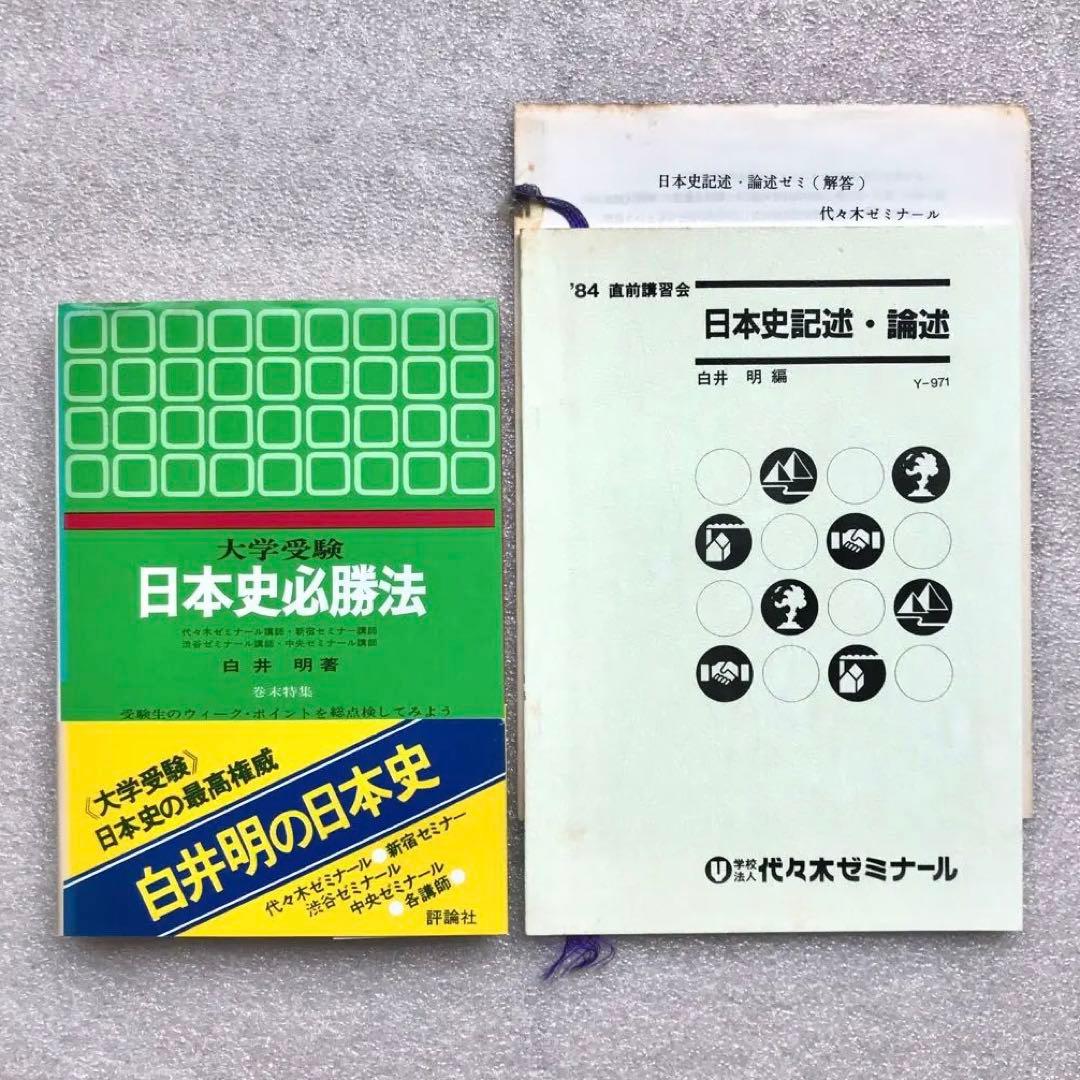 大学受験
日本史必勝法
代々木ゼミナール講師・新宿セミナー講師
渋谷ゼミナール講師・中央ゼミナール講師
白井 明著
巻末特集
受験生のウィーク・ポイントを総点検してみよう
《大学受験》
日本史の最高権威
白井明の日本史
代々木ゼミナール●新宿セミナー
渋谷ゼミナール
中央ゼミナール●各講師
評論社
日本史記述・論述ゼミ(解答)
代々木ゼミナール
'84 直前講習会
日本史記述・論述
白井 明編
Y-971
学校
法人
代々木ゼミナール